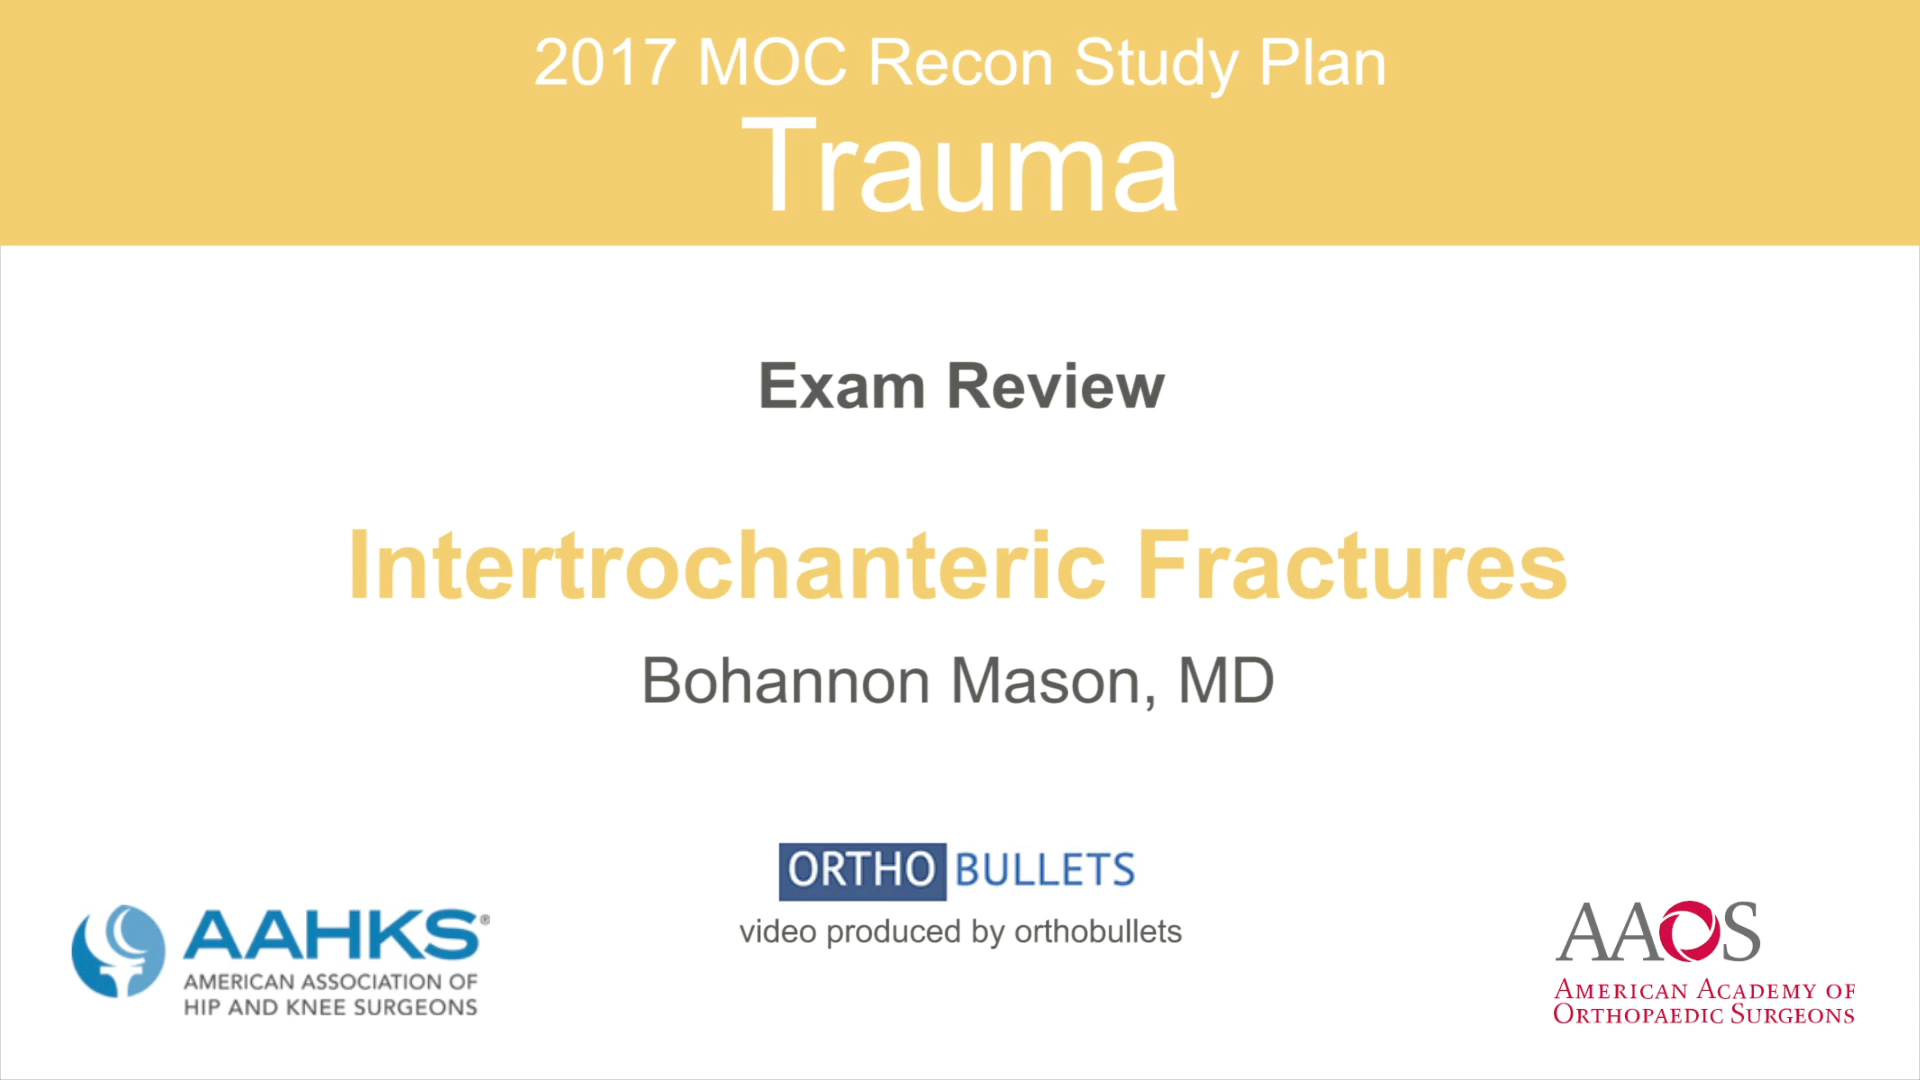 2017 MOC Recon Study Plan
Trauma
Exam Review
Intertrochanteric Fractures
Bohannon Mason, MD
ORTHO BULLETS
video produced by orthobullets
AAHKS®
AMERICAN ASSOCIATION OF
HIP AND KNEE SURGEONS
AAOS
AMERICAN ACADEMY OF
ORTHOPAEDIC SURGEONS